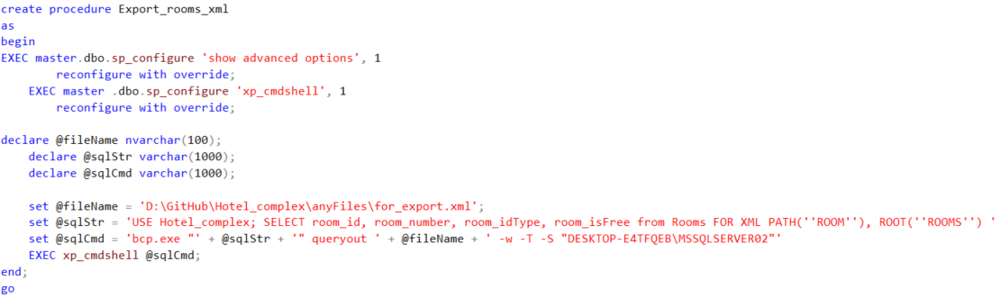 create procedure Export_rooms_xml
as
begin
EXEC master.dbo.sp_configure 'show advanced options', 1
        reconfigure with override;
    EXEC master .dbo.sp_configure 'xp_cmdshell', 1
        reconfigure with override;

declare @fileName nvarchar(100);
    declare @sqlStr varchar(1000);
    declare @sqlCmd varchar(1000);

    set @fileName = 'D:\GitHub\Hotel_complex\anyFiles\for_export.xml';
    set @sqlStr = 'USE Hotel_complex; SELECT room_id, room_number, room_idType, room_isFree from Rooms FOR XML PATH(''ROOM''), ROOT(''ROOMS'') '
    set @sqlCmd = 'bcp.exe "' + @sqlStr + '" queryout ' + @fileName + ' -w -T -S "DESKTOP-E4TFQEB\MSSQLSERVER02"'
    EXEC xp_cmdshell @sqlCmd;
end;
go